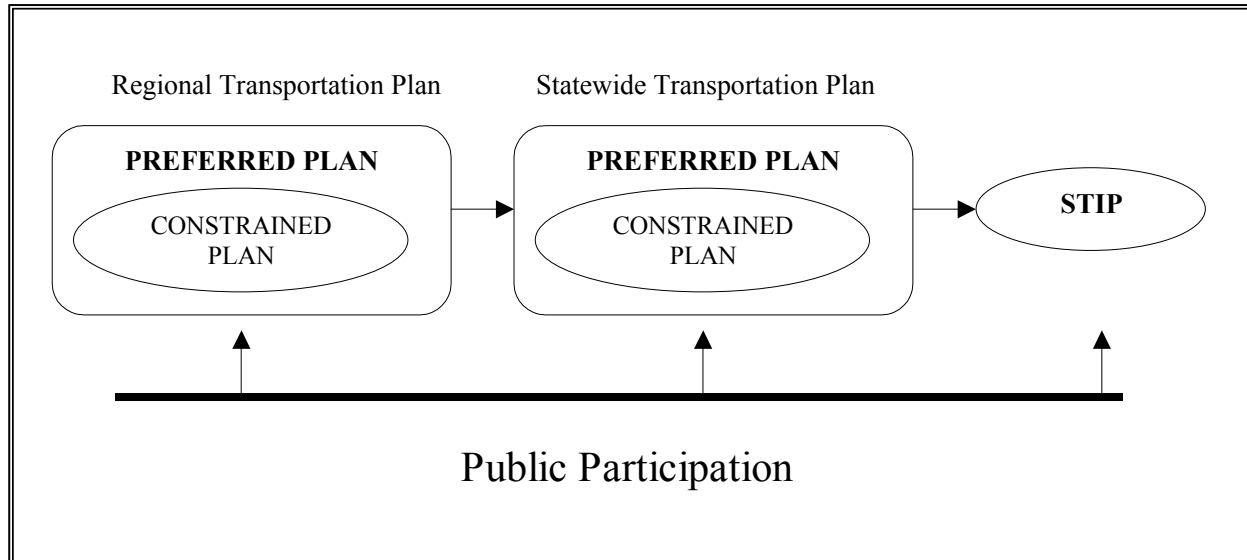 Regional Transportation Plan
Statewide Transportation Plan
PREFERRED PLAN
CONSTRAINED
PLAN
PREFERRED PLAN
CONSTRAINED
PLAN
STIP
Public Participation